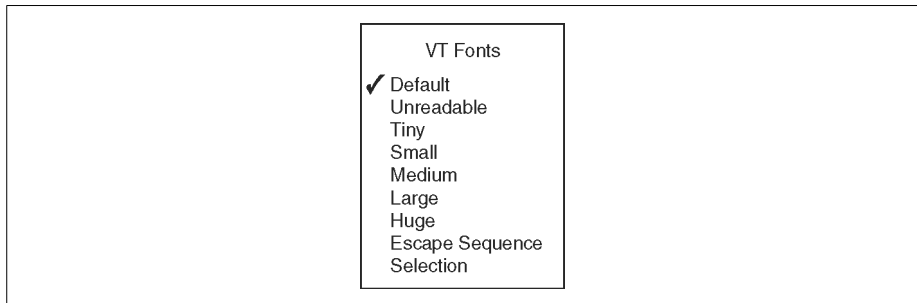 VT Fonts
✓ Default
Unreadable
Tiny
Small
Medium
Large
Huge
Escape Sequence
Selection